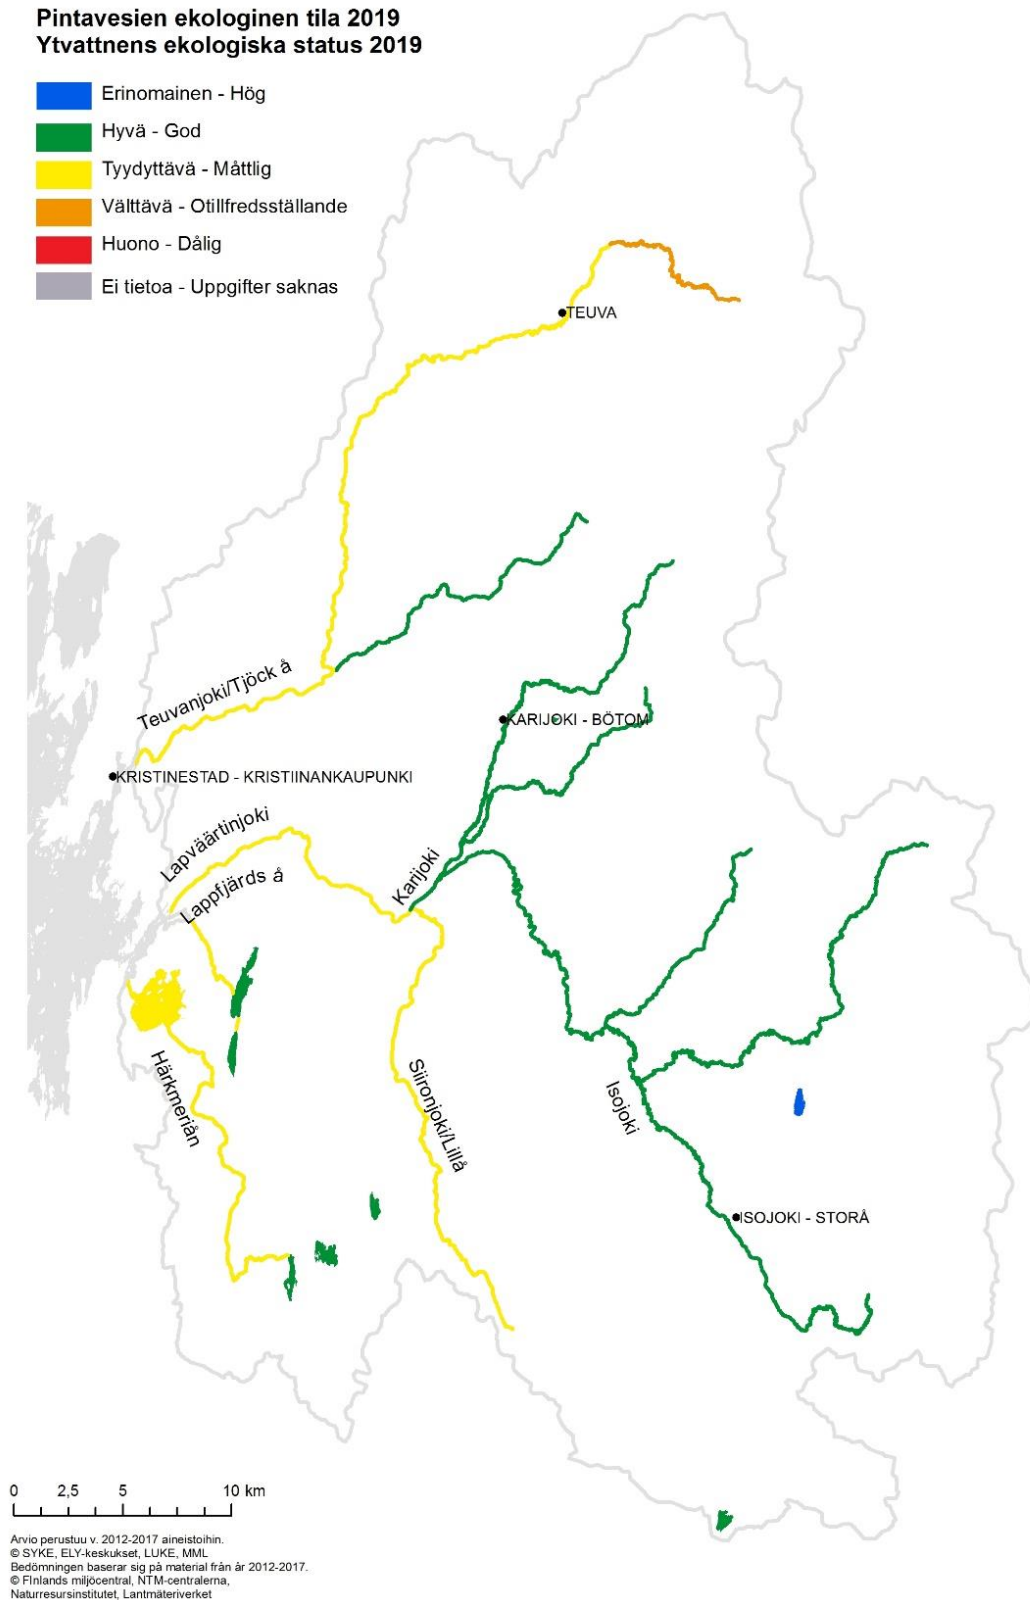 Pintavesien ekologinen tila 2019
Ytvattnens ekologiska status 2019
Erinomainen - Hög
Hyvä - God
Tyydyttävä - Måttlig
Välttävä - Otillfredsställande
Huono - Dålig
Ei tietoa - Uppgifter saknas
TEUVA
Teuvanjoki/Tjöck å
KARIJOKI - BÖTOM
KRISTINESTAD - KRISTIINANKAUPUNKI
Lapväärtinjoki
Lappfjärds å
Karijoki
Härkmeriån
Siironjoki/Lillå
Isojoki
ISOJOKI - STORÅ
0 2,5 5 10 km
Arvio perustuu v. 2012-2017 aineistoihin.
© SYKE, ELY-keskukset, LUKE, MML
Bedömningen baserar sig på material från år 2012-2017.
© FInlands miljöcentral, NTM-centralerna,
Naturresursinstitutet, Lantmäteriverket